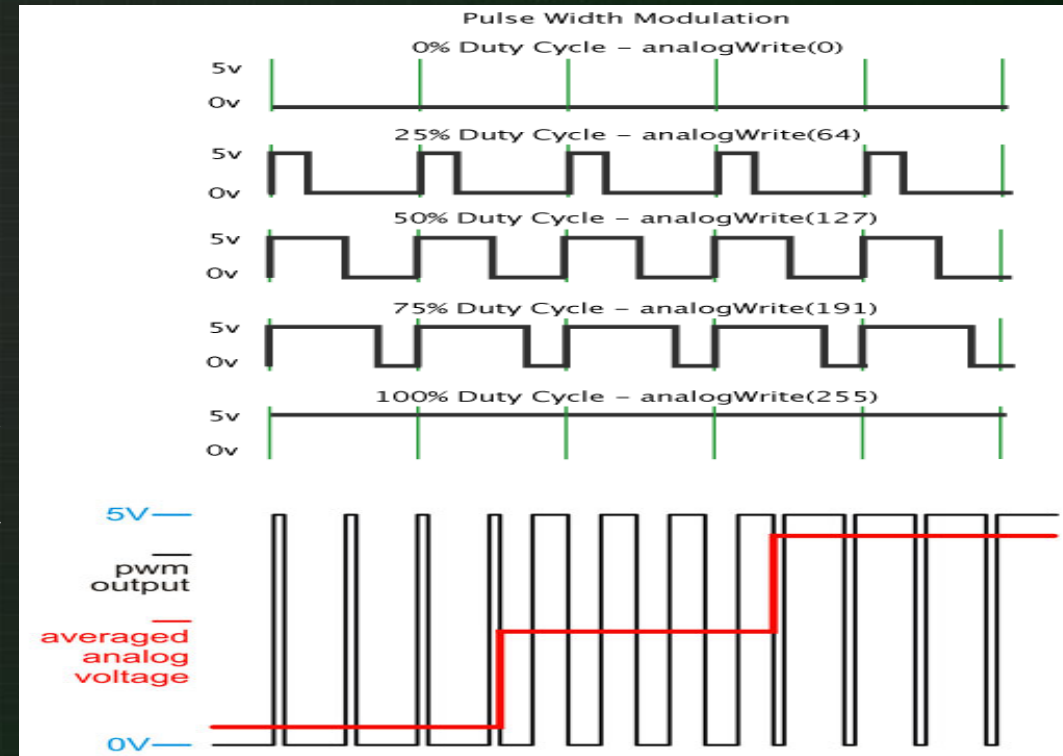 Pulse Width Modulation
0% Duty Cycle – analogWrite(0)
5v
0v
25% Duty Cycle – analogWrite(64)
5v
0v
50% Duty Cycle – analogWrite(127)
5v
0v
75% Duty Cycle – analogWrite(191)
5v
0v
100% Duty Cycle – analogWrite(255)
5v
0v
5V
pwm
output
averaged
analog
voltage
0V